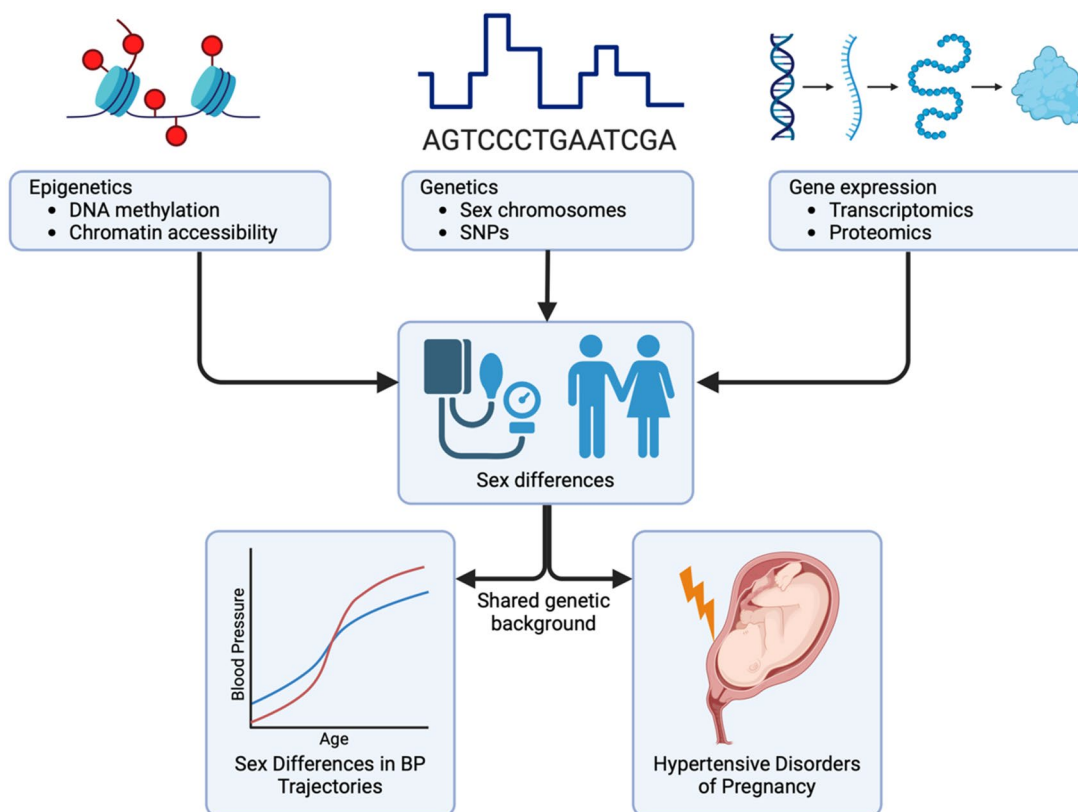 AGTCCCTGAATCGA
Epigenetics
• DNA methylation
• Chromatin accessibility
Genetics
• Sex chromosomes
• SNPs
Gene expression
• Transcriptomics
• Proteomics
Sex differences
Shared genetic
background
Blood Pressure
Age
Sex Differences in BP
Trajectories
Hypertensive Disorders
of Pregnancy